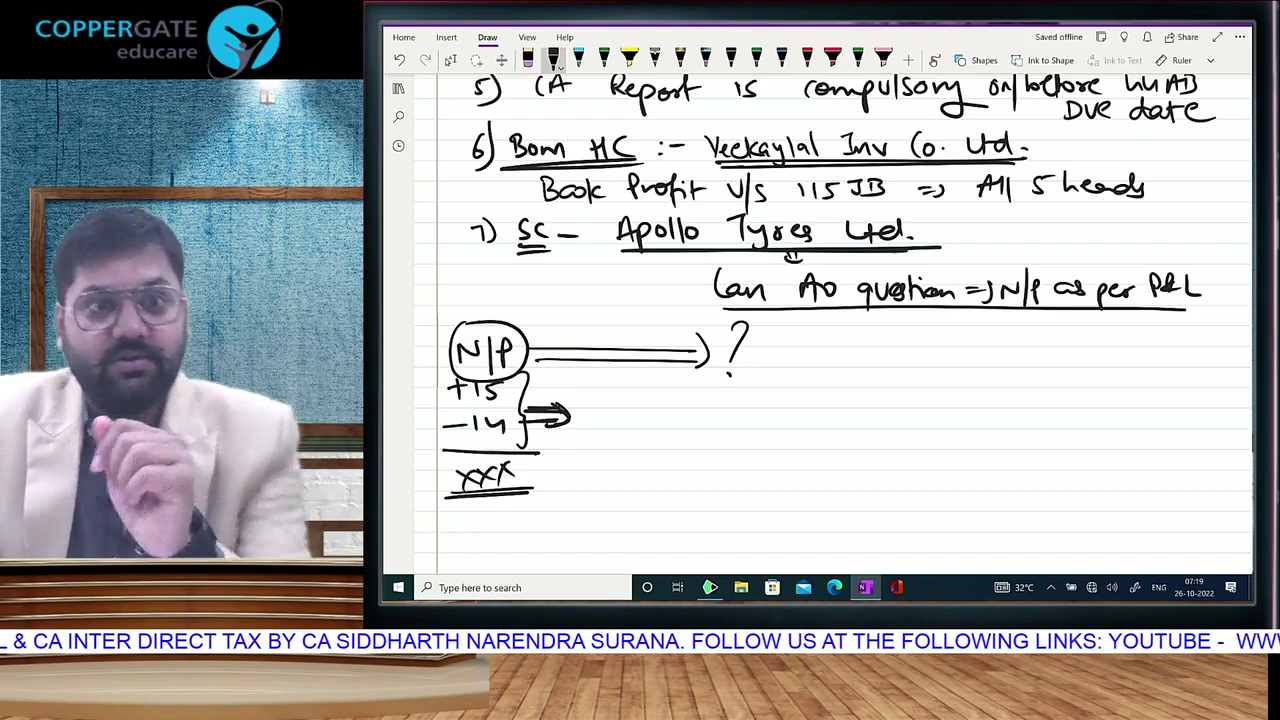 COPPERGATE
educare
Home Insert Draw View Help
Saved offline
Share
Shapes
Ink to Shape
Ink to Text
Ruler
5) CA Report is compulsory on/before 44AB
Due date
6) Bom HC :- Veekaylal Inv Co. Ltd.
Book Profit u/s 115JB => All 5 heads
7) SC - Apollo Tyres Ltd.
Can AO question => N/P as per P&L
N/P ?
+15
-14
xxx
Type here to search
32°C
ENG
07:19
26-10-2022
L & CA INTER DIRECT TAX BY CA SIDDHARTH NARENDRA SURANA. FOLLOW US AT THE FOLLOWING LINKS: YOUTUBE - WWW